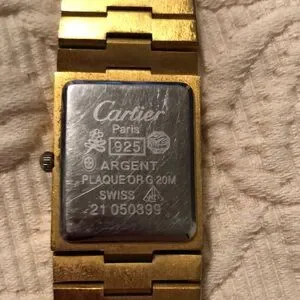 Cartier
Paris
925
ARGENT
PLAQUE OR G 20M
SWISS
21 050399